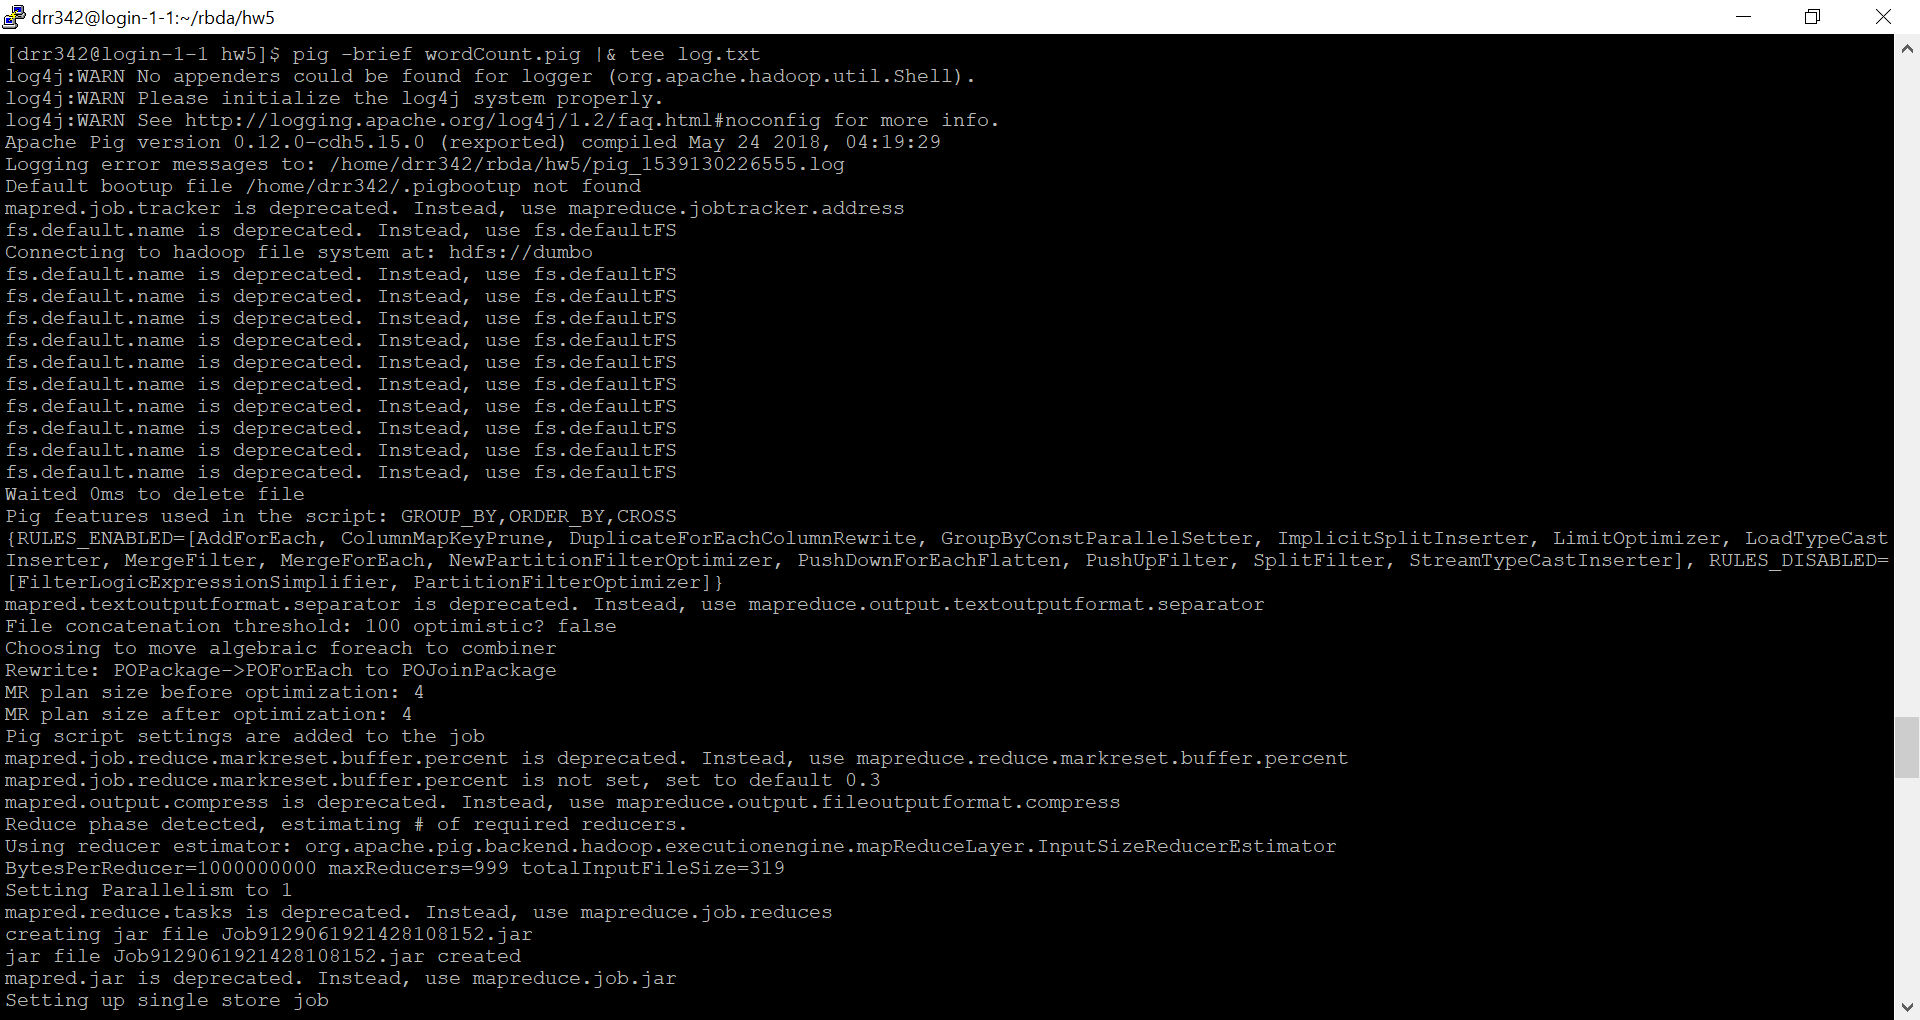 drr342@login-1-1:~/rbda/hw5
[drr342@login-1-1 hw5]$ pig -brief wordCount.pig |& tee log.txt
log4j:WARN No appenders could be found for logger (org.apache.hadoop.util.Shell).
log4j:WARN Please initialize the log4j system properly.
log4j:WARN See http://logging.apache.org/log4j/1.2/faq.html#noconfig for more info.
Apache Pig version 0.12.0-cdh5.15.0 (rexported) compiled May 24 2018, 04:19:29
Logging error messages to: /home/drr342/rbda/hw5/pig_1539130226555.log
Default bootup file /home/drr342/.pigbootup not found
mapred.job.tracker is deprecated. Instead, use mapreduce.jobtracker.address
fs.default.name is deprecated. Instead, use fs.defaultFS
Connecting to hadoop file system at: hdfs://dumbo
fs.default.name is deprecated. Instead, use fs.defaultFS
fs.default.name is deprecated. Instead, use fs.defaultFS
fs.default.name is deprecated. Instead, use fs.defaultFS
fs.default.name is deprecated. Instead, use fs.defaultFS
fs.default.name is deprecated. Instead, use fs.defaultFS
fs.default.name is deprecated. Instead, use fs.defaultFS
fs.default.name is deprecated. Instead, use fs.defaultFS
fs.default.name is deprecated. Instead, use fs.defaultFS
fs.default.name is deprecated. Instead, use fs.defaultFS
fs.default.name is deprecated. Instead, use fs.defaultFS
Waited 0ms to delete file
Pig features used in the script: GROUP_BY,ORDER_BY,CROSS
{RULES_ENABLED=[AddForEach, ColumnMapKeyPrune, DuplicateForEachColumnRewrite, GroupByConstParallelSetter, ImplicitSplitInserter, LimitOptimizer, LoadTypeCast
Inserter, MergeFilter, MergeForEach, NewPartitionFilterOptimizer, PushDownForEachFlatten, PushUpFilter, SplitFilter, StreamTypeCastInserter], RULES_DISABLED=
[FilterLogicExpressionSimplifier, PartitionFilterOptimizer]}
mapred.textoutputformat.separator is deprecated. Instead, use mapreduce.output.textoutputformat.separator
File concatenation threshold: 100 optimistic? false
Choosing to move algebraic foreach to combiner
Rewrite: POPackage->POForEach to POJoinPackage
MR plan size before optimization: 4
MR plan size after optimization: 4
Pig script settings are added to the job
mapred.job.reduce.markreset.buffer.percent is deprecated. Instead, use mapreduce.reduce.markreset.buffer.percent
mapred.job.reduce.markreset.buffer.percent is not set, set to default 0.3
mapred.output.compress is deprecated. Instead, use mapreduce.output.fileoutputformat.compress
Reduce phase detected, estimating # of required reducers.
Using reducer estimator: org.apache.pig.backend.hadoop.executionengine.mapReduceLayer.InputSizeReducerEstimator
BytesPerReducer=1000000000 maxReducers=999 totalInputFileSize=319
Setting Parallelism to 1
mapred.reduce.tasks is deprecated. Instead, use mapreduce.job.reduces
creating jar file Job9129061921428108152.jar
jar file Job9129061921428108152.jar created
mapred.jar is deprecated. Instead, use mapreduce.job.jar
Setting up single store job